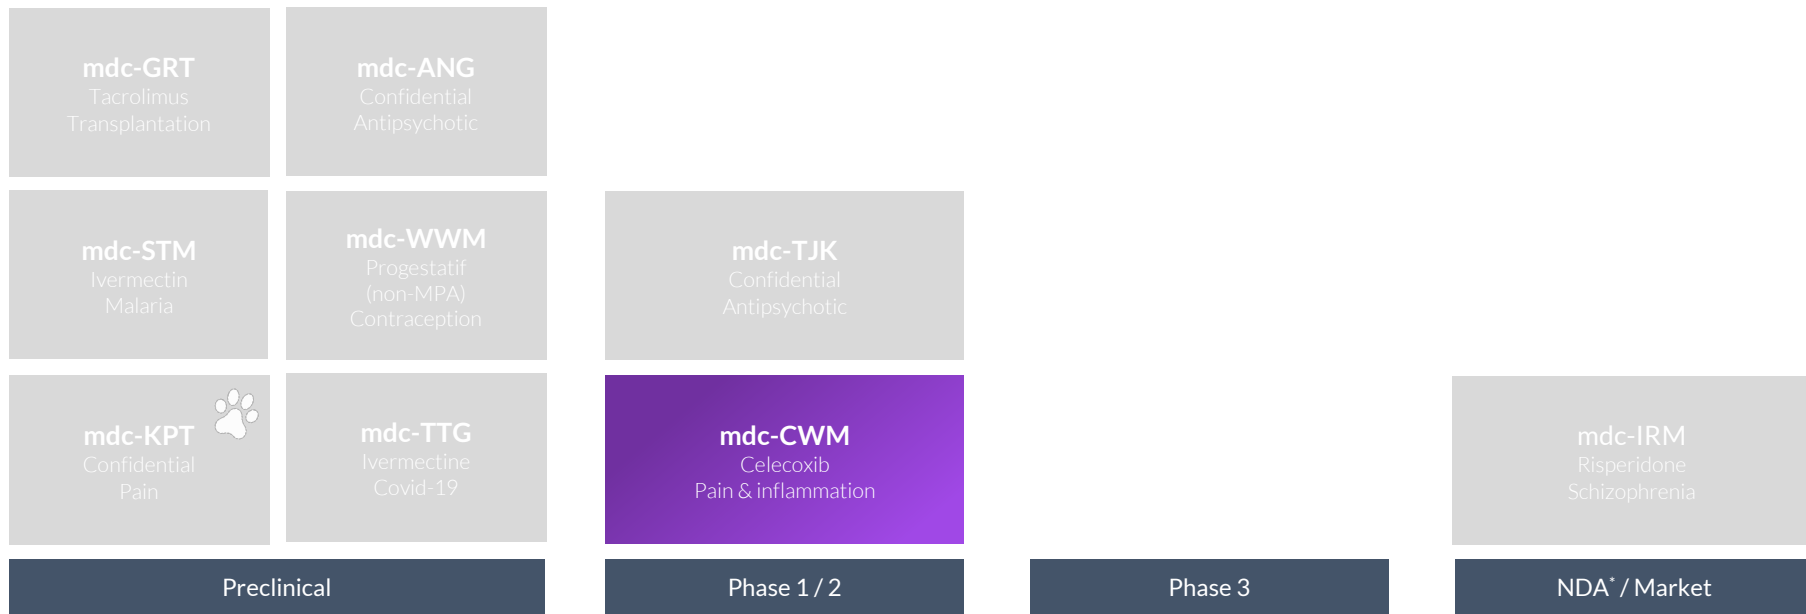 mdc-GRT
Tacrolimus
Transplantation
mdc-ANG
Confidential
Antipsychotic
mdc-STM
Ivermectin
Malaria
mdc-WWM
Progestatif
(non-MPA)
Contraception
mdc-TJK
Confidential
Antipsychotic
mdc-KPT
Confidential
Pain
mdc-TTG
Ivermectine
Covid-19
mdc-CWM
Celecoxib
Pain & inflammation
mdc-IRM
Risperidone
Schizophrenia
Preclinical
Phase 1 / 2
Phase 3
NDA* / Market